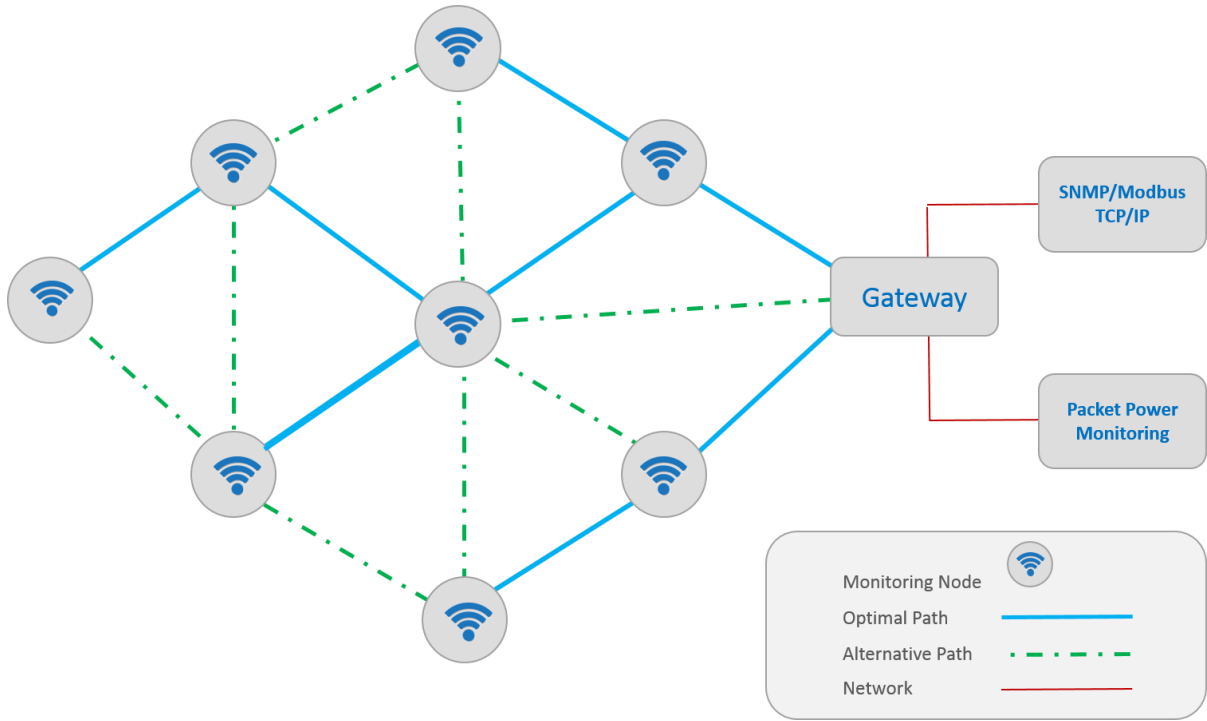 SNMP/Modbus
TCP/IP
Gateway
Packet Power
Monitoring
Monitoring Node
Optimal Path
Alternative Path
Network